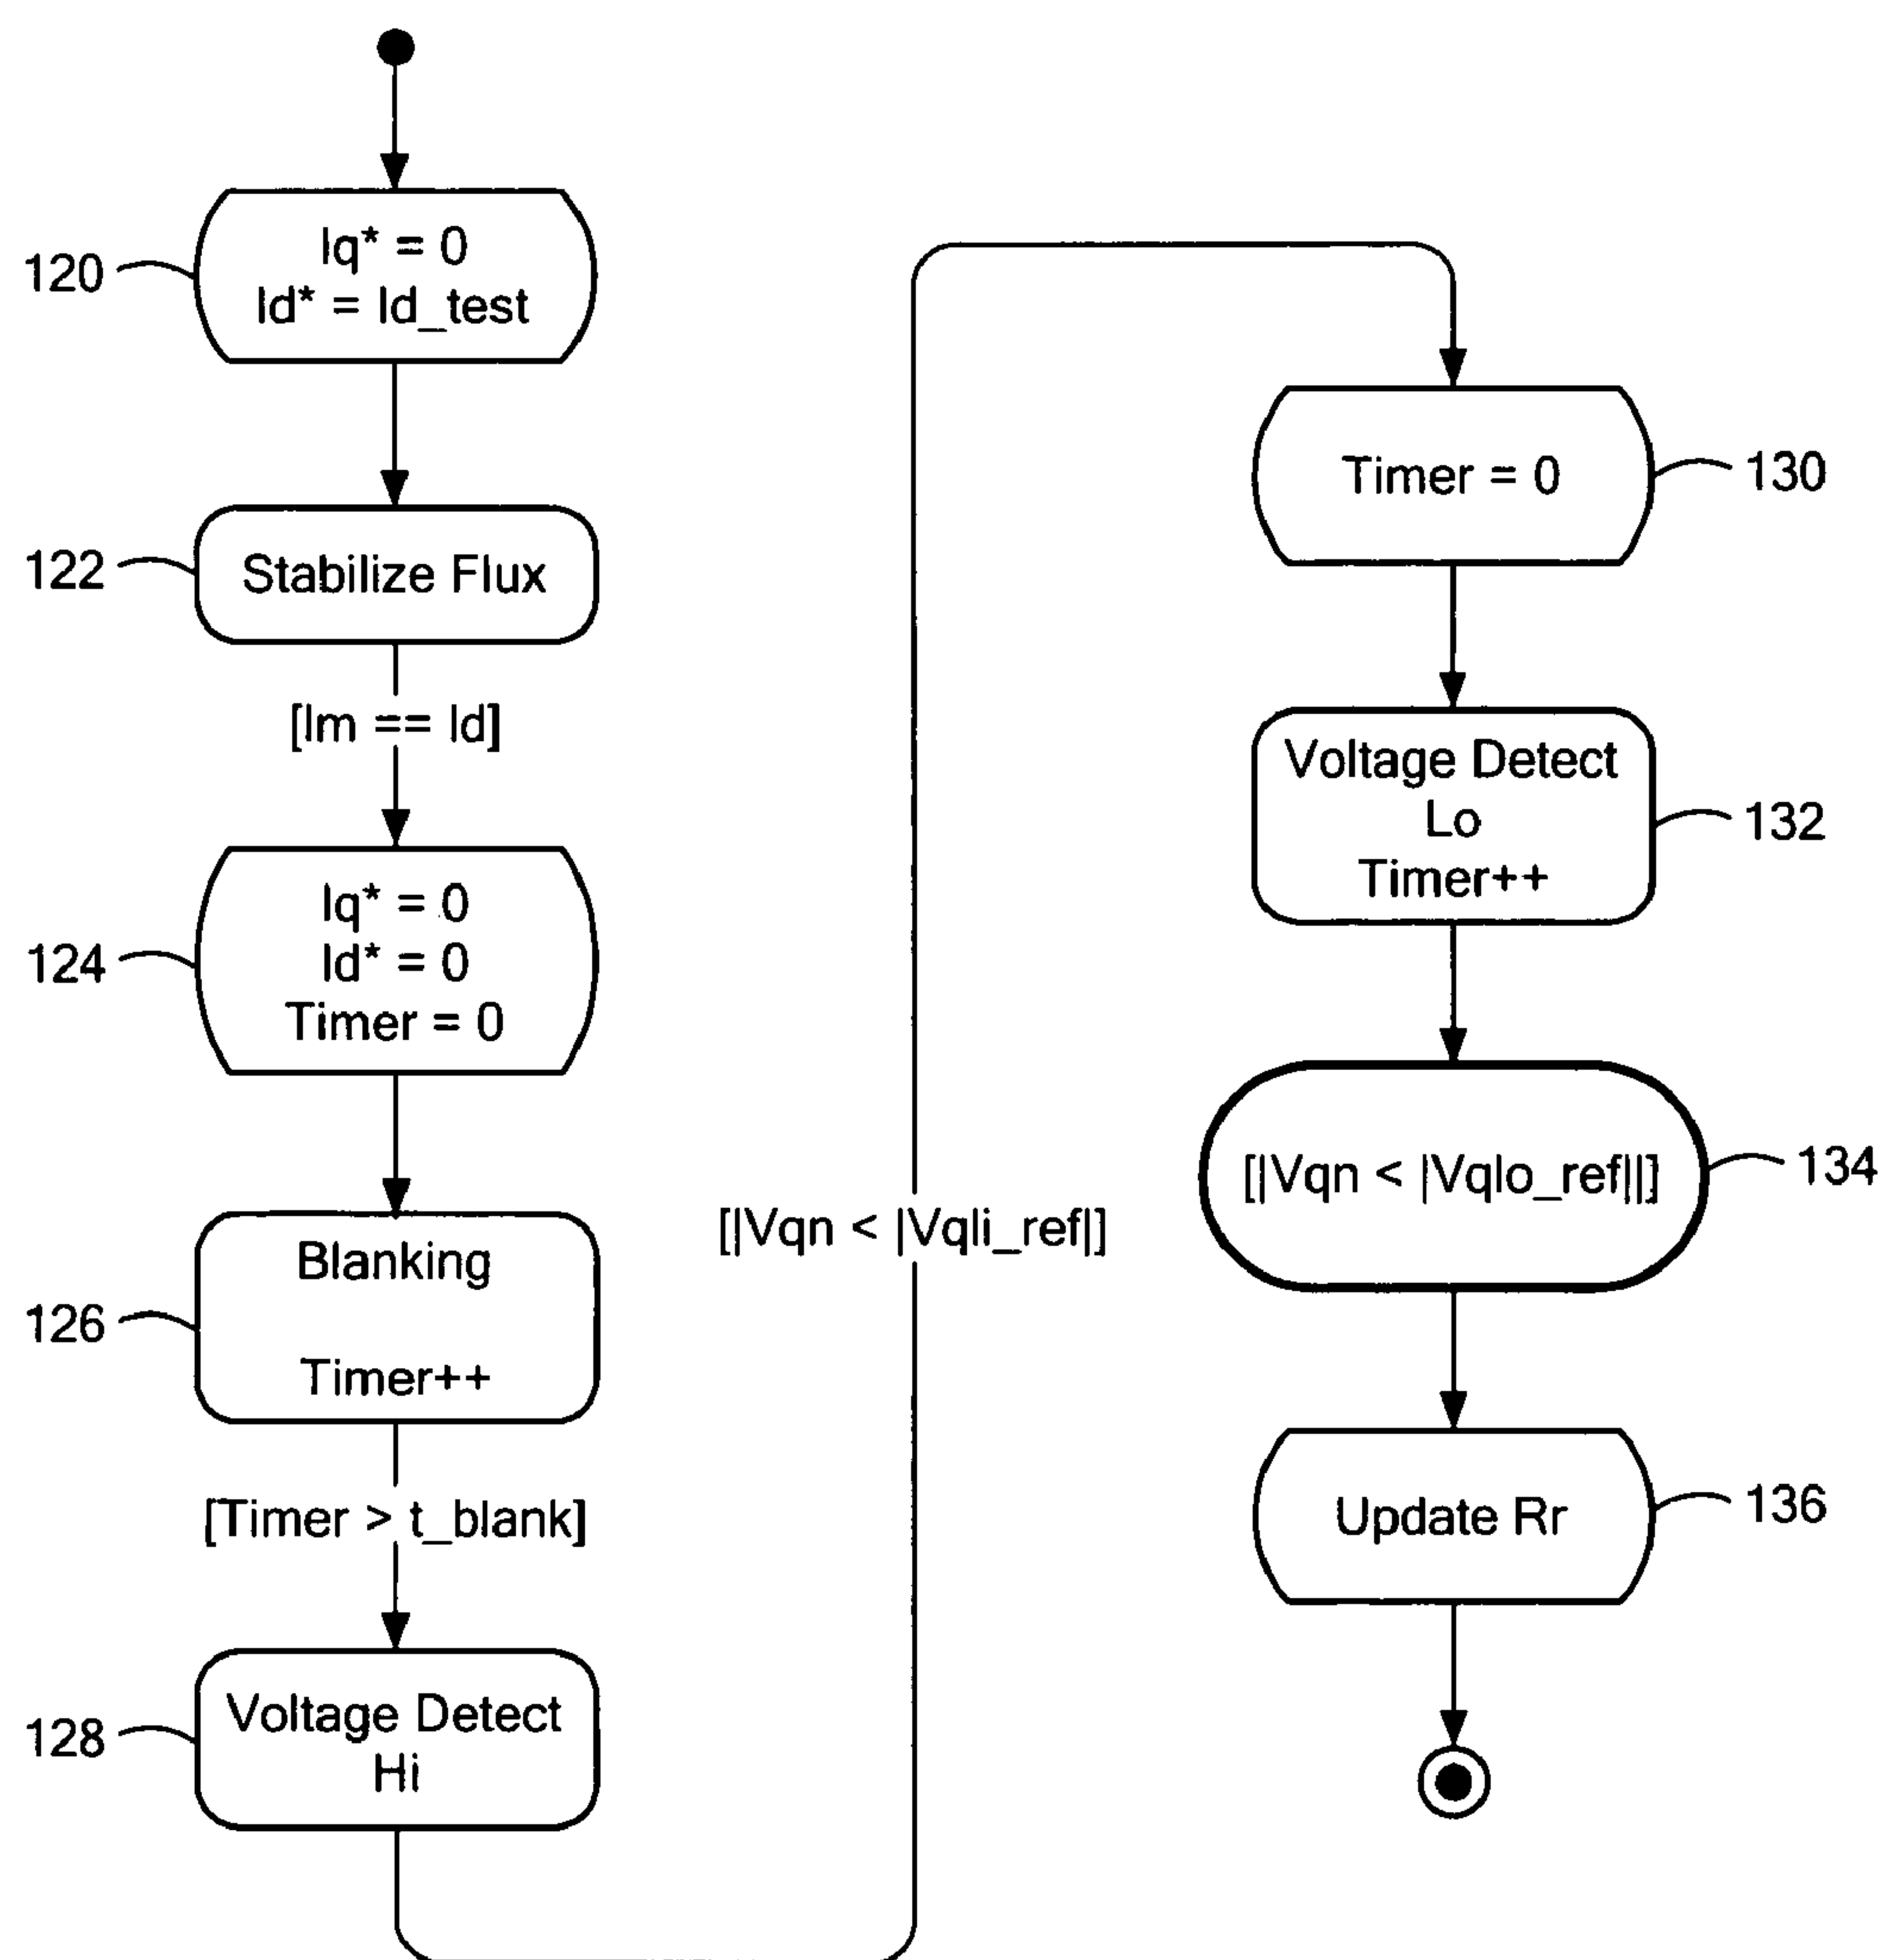 120
Iq* = 0
Id* = Id_test
122
Stabilize Flux
[Im == Id]
124
Iq* = 0
Id* = 0
Timer = 0
126
Blanking
Timer++
[Timer > t_blank]
128
Voltage Detect
Hi
[|Vqn < |Vqli_ref|]
Timer = 0
130
Voltage Detect
Lo
Timer++
132
[|Vqn < |Vqlo_ref||]
134
Update Rr
136